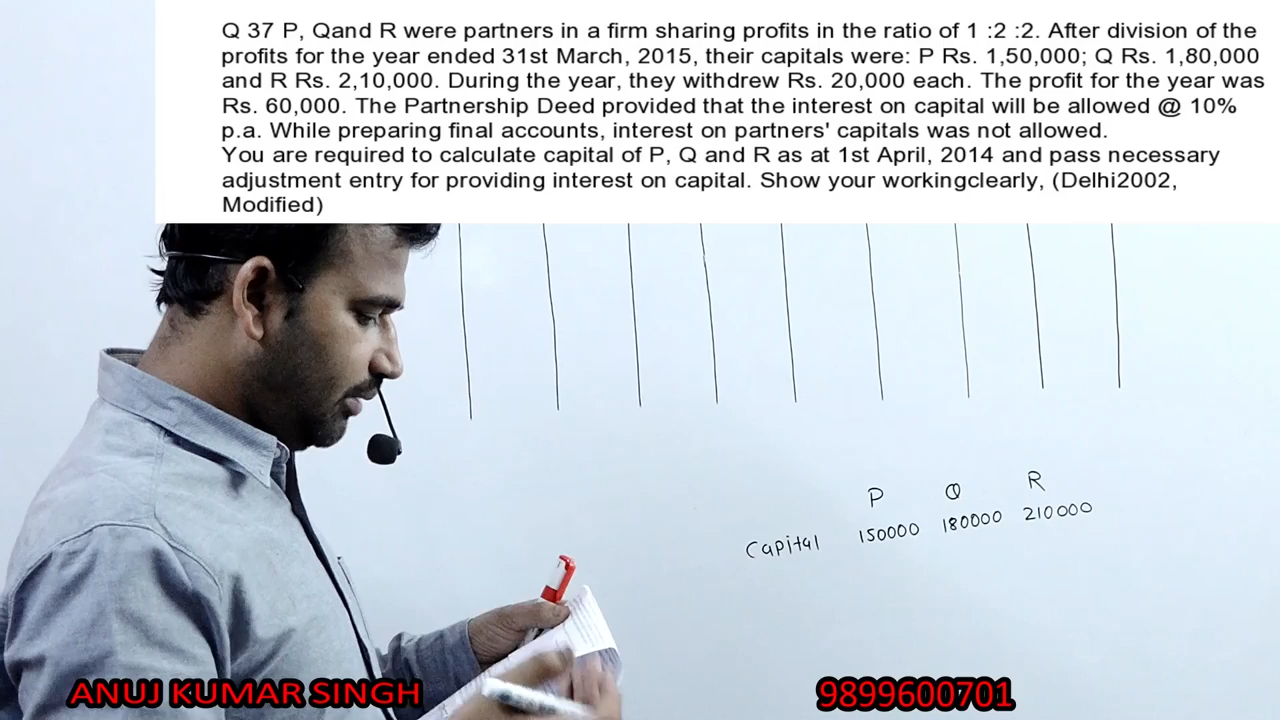 Q 37 P, Qand R were partners in a firm sharing profits in the ratio of 1 :2 :2. After division of the
profits for the year ended 31st March, 2015, their capitals were: P Rs. 1,50,000; Q Rs. 1,80,000
and R Rs. 2,10,000. During the year, they withdrew Rs. 20,000 each. The profit for the year was
Rs. 60,000. The Partnership Deed provided that the interest on capital will be allowed @ 10%
p.a. While preparing final accounts, interest on partners' capitals was not allowed.
You are required to calculate capital of P, Q and R as at 1st April, 2014 and pass necessary
adjustment entry for providing interest on capital. Show your workingclearly, (Delhi2002,
Modified)
P Q R
Capital 150000 180000 210000
ANUJ KUMAR SINGH 9899600701